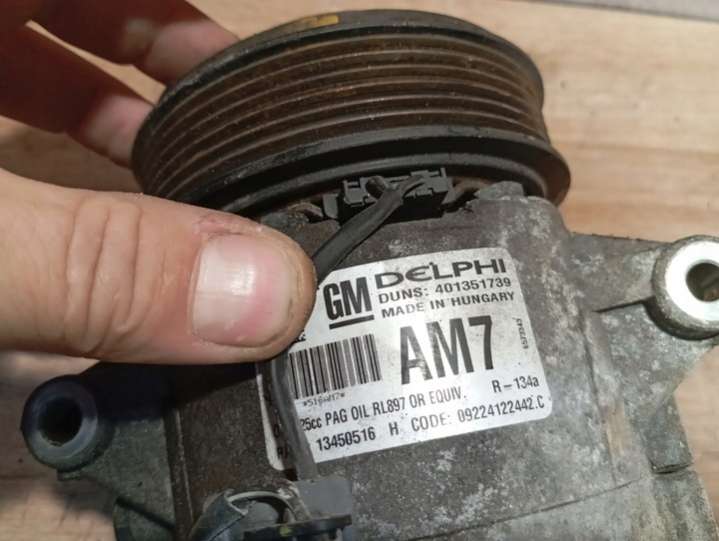 GM DELPHI
DUNS: 401351739
MADE IN HUNGARY
AM7
R-134a
25cc PAG OIL RL897 OR EQUIV.
13450516 H CODE: 09224122442.C